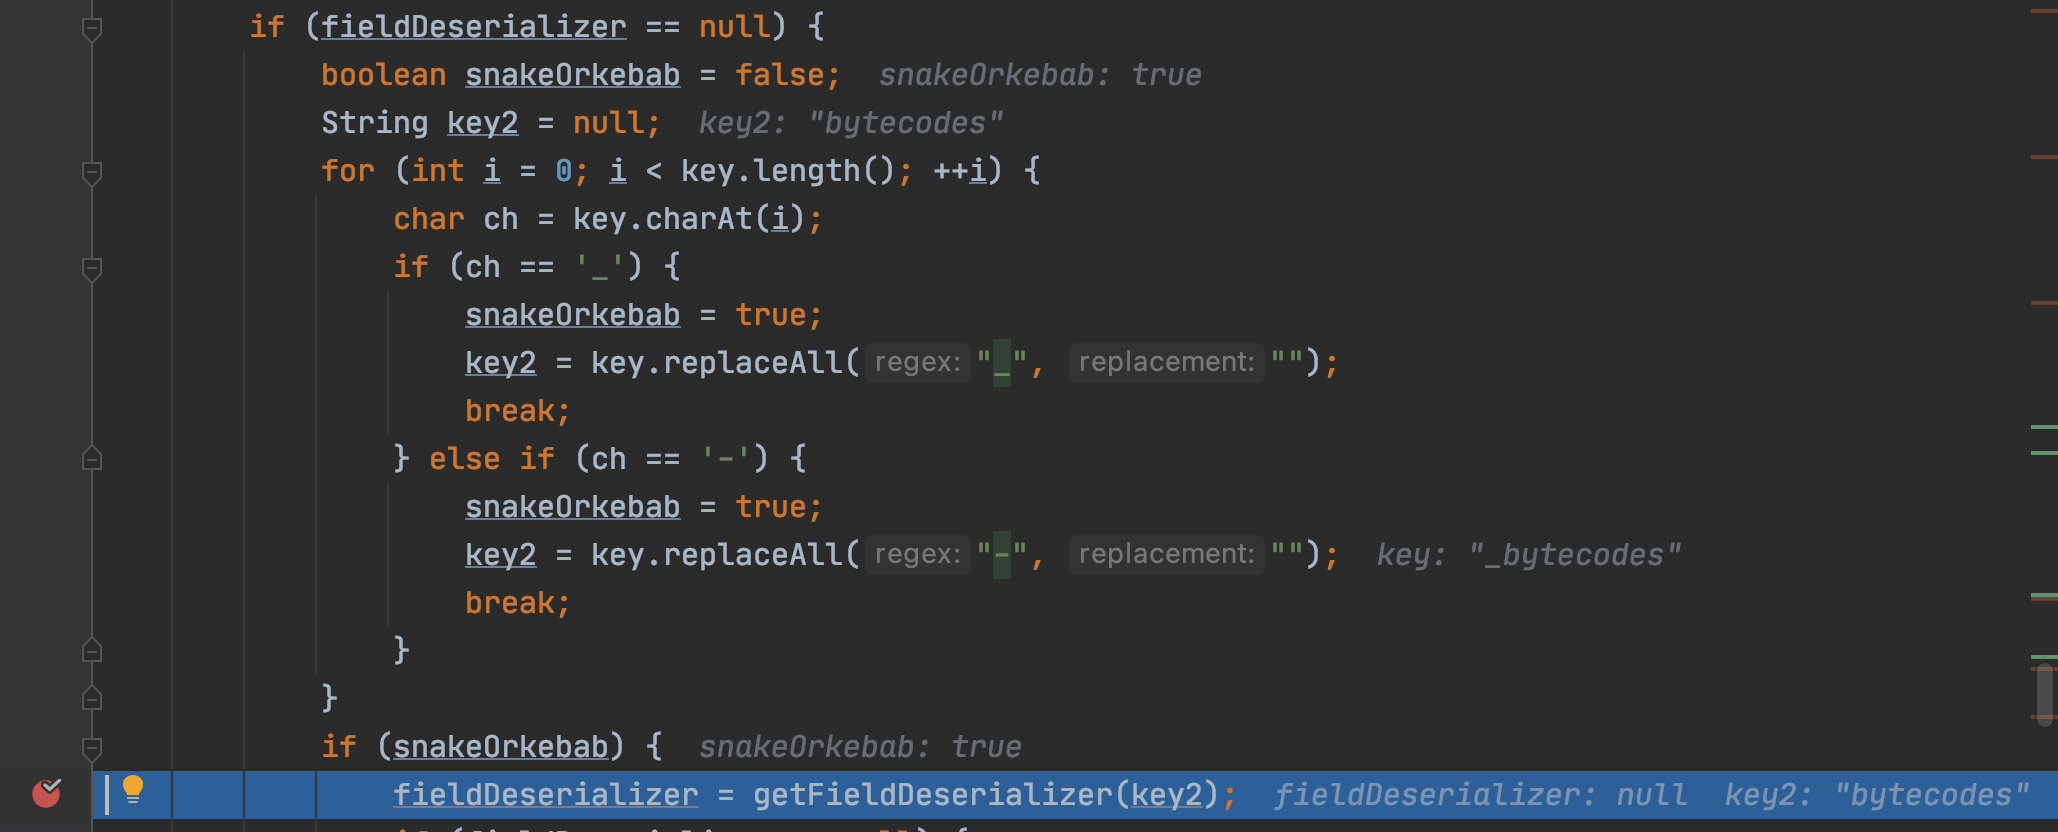 if (fieldDeserializer == null) {
boolean snakeOrkebab = false; snakeOrkebab: true
String key2 = null; key2: "bytecodes"
for (int i = 0; i < key.length(); ++i) {
char ch = key.charAt(i);
if (ch == '_') {
snakeOrkebab = true;
key2 = key.replaceAll( regex: "_", replacement: "");
break;
} else if (ch == '-') {
snakeOrkebab = true;
key2 = key.replaceAll( regex: "-", replacement: ""); key: "_bytecodes"
break;
}
}
if (snakeOrkebab) { snakeOrkebab: true
fieldDeserializer = getFieldDeserializer(key2); fieldDeserializer: null key2: "bytecodes"